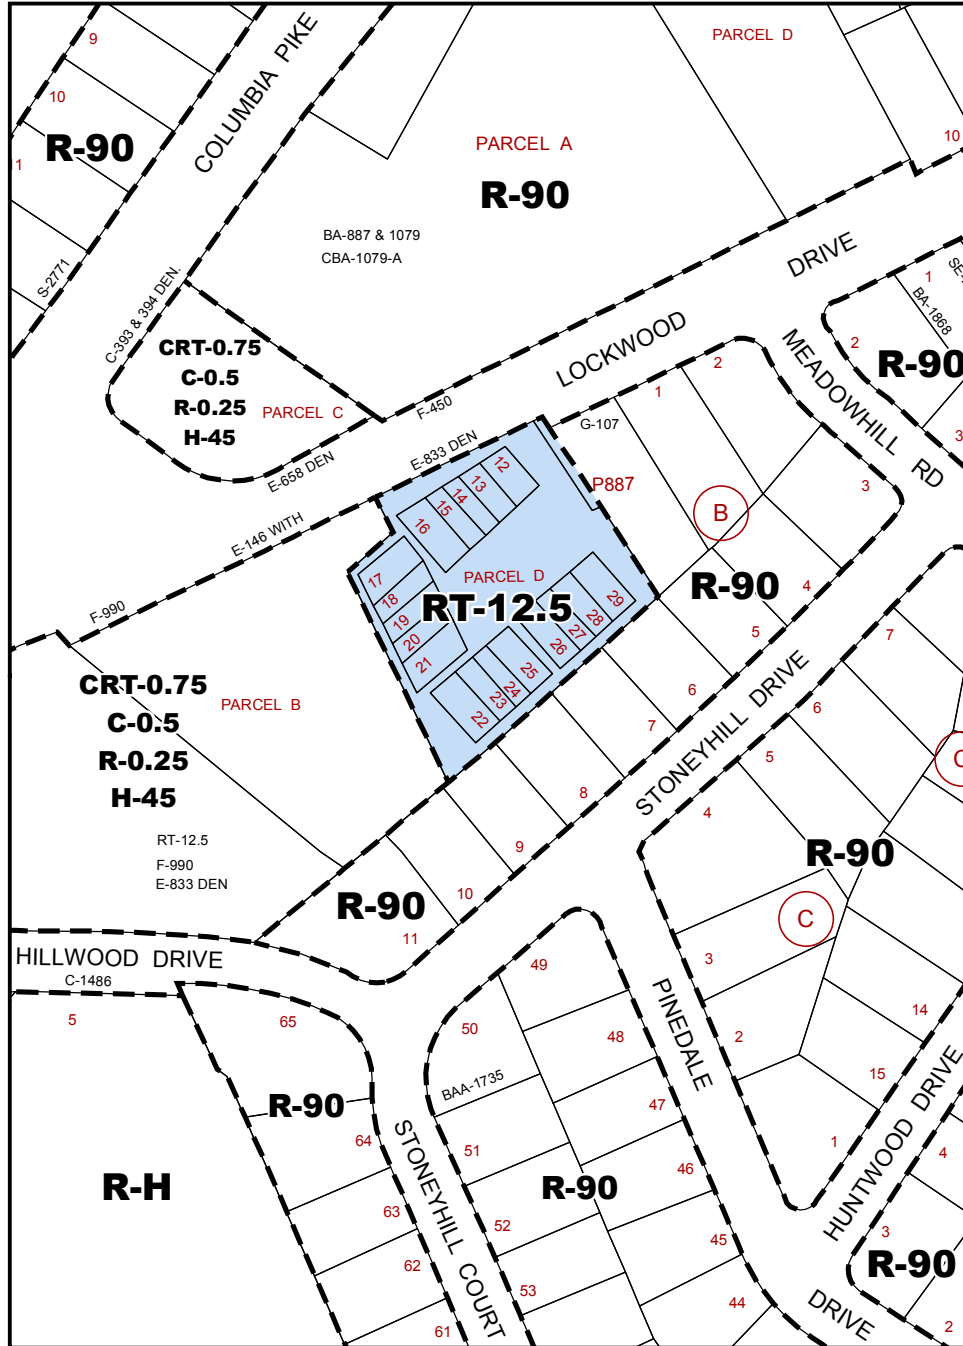 9
COLUMBIA PIKE
PARCEL D
10
R-90
11
PARCEL A
R-90
10
BA-887 & 1079
CBA-1079-A
DRIVE
S-2771
C-393 & 394 DEN.
1
BA-1868
LOCKWOOD
MEADOWHILL RD
2
R-90
CRT-0.75
C-0.5
R-0.25
H-45
PARCEL C
F-450
2
1
G-107
3
E-833 DEN
E-658 DEN
12
13
14
15
16
P887
B
3
E-146 WITH
17
18
19
20
21
PARCEL D
RT-12.5
29
28
27
26
25
24
23
22
R-90
4
5
6
7
8
9
10
11
F-990
CRT-0.75
C-0.5
R-0.25
H-45
PARCEL B
RT-12.5
F-990
E-833 DEN
STONEYHILL DRIVE
7
6
5
4
C
R-90
C
3
2
1
R-90
HILLWOOD DRIVE
C-1486
5
65
49
50
PINEDALE
48
14
15
BAA-1735
47
HUNTWOOD DRIVE
R-90
64
STONEYHILL COURT
51
46
4
R-H
63
R-90
52
45
3
62
R-90
53
44
DRIVE
61
2